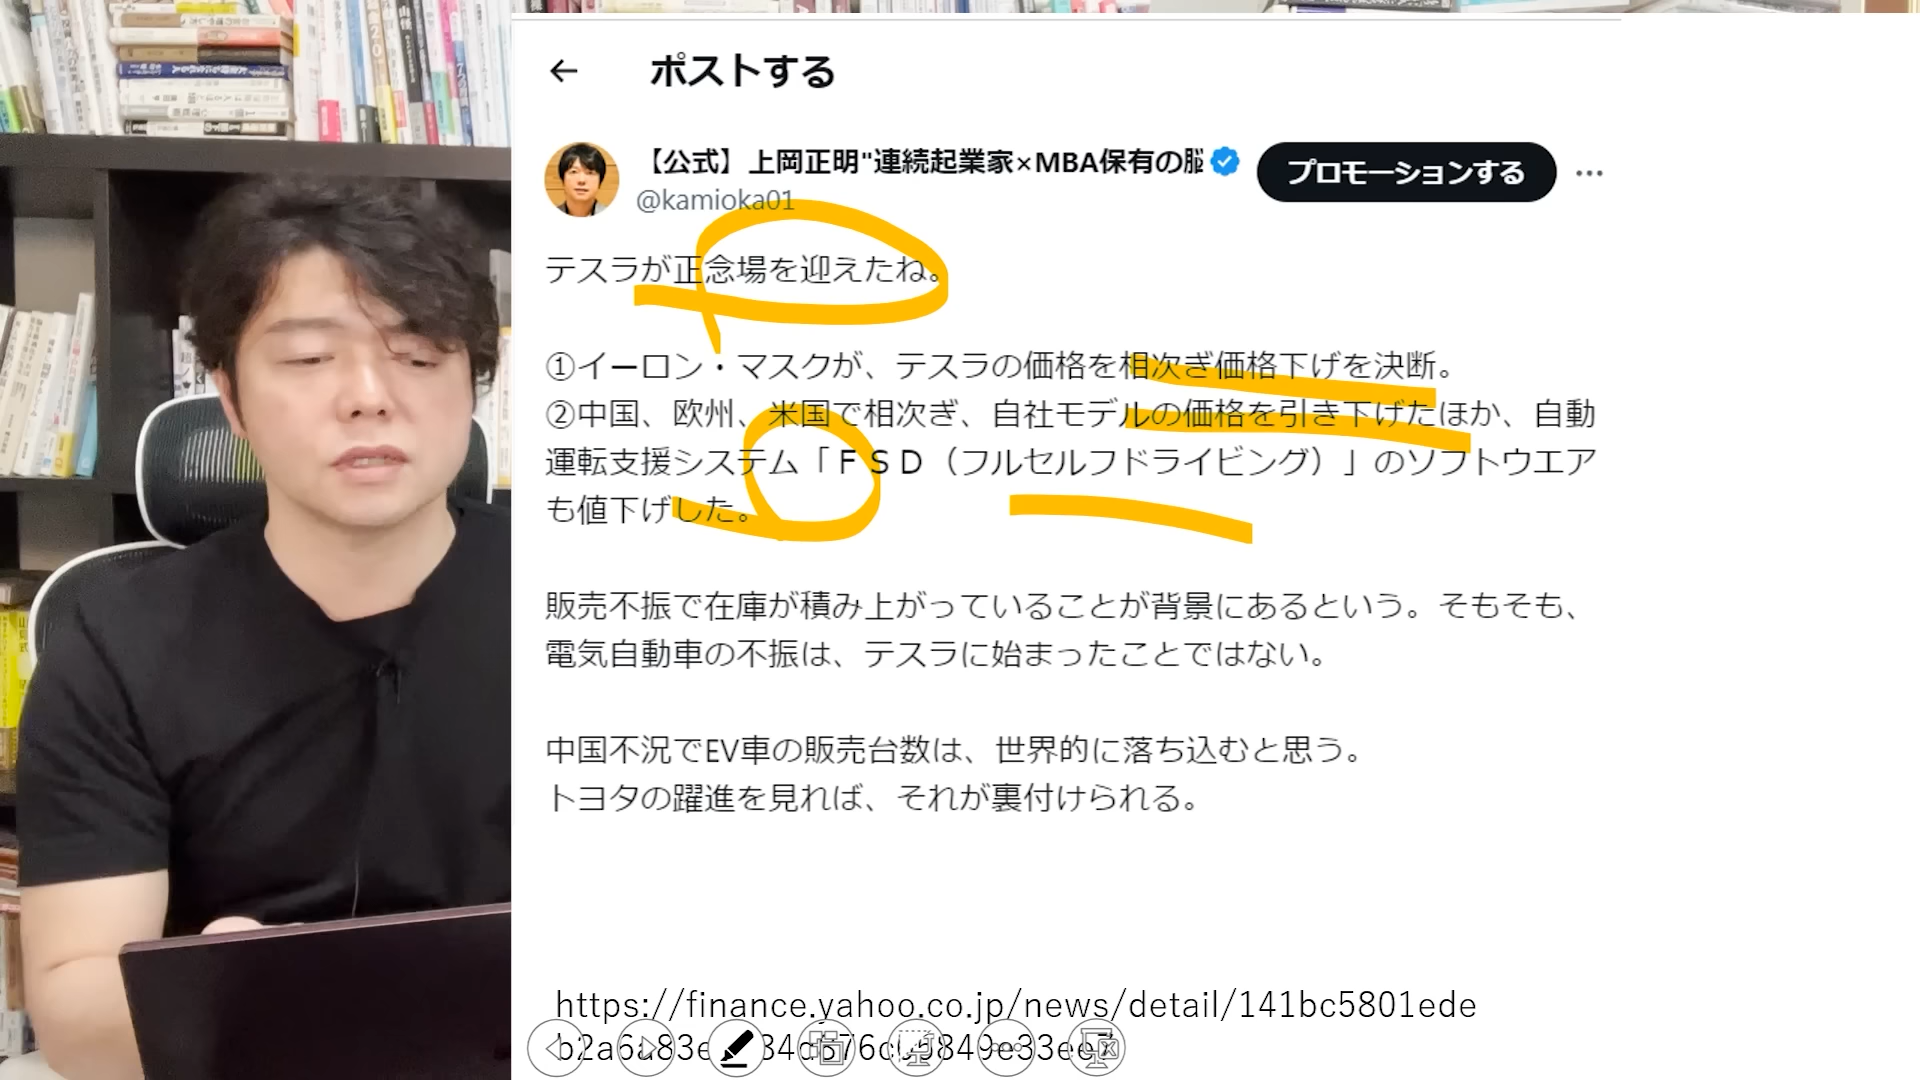 ポストする
【公式】上岡正明"連続起業家×MBA保有の脳
プロモーションする
@kamioka01
テスラが正念場を迎えたね。
①イーロン・マスクが、テスラの価格を相次ぎ価格下げを決断。
②中国、欧州、米国で相次ぎ、自社モデルの価格を引き下げたほか、自動
運転支援システム「ＦＳＤ（フルセルフドライビング）」のソフトウエア
も値下げした。
販売不振で在庫が積み上がっていることが背景にあるという。そもそも、
電気自動車の不振は、テスラに始まったことではない。
中国不況でEV車の販売台数は、世界的に落ち込むと思う。
トヨタの躍進を見れば、それが裏付けられる。
https://finance.yahoo.co.jp/news/detail/141bc5801ede